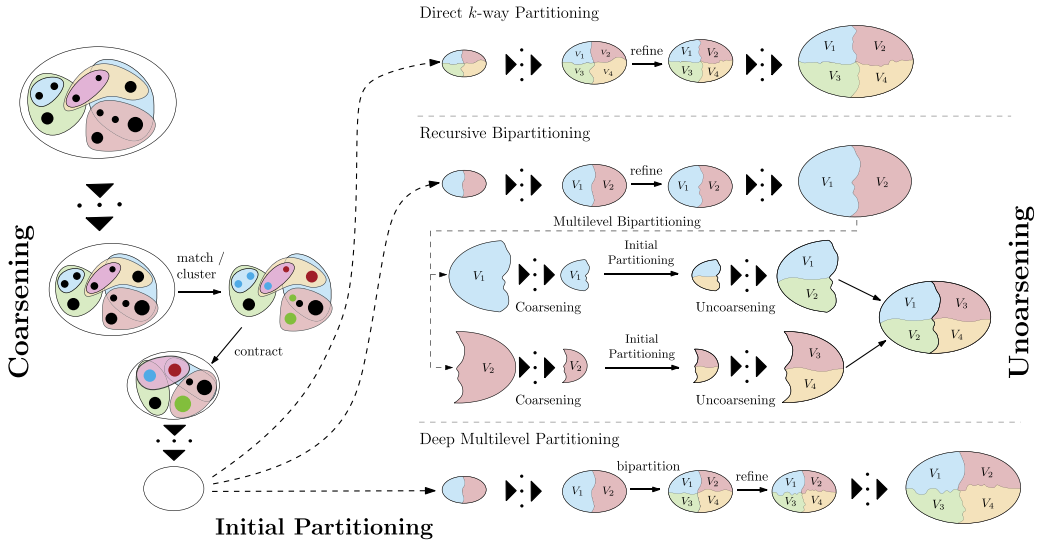 Direct k-way Partitioning
V1
V2
V3
V4
refine
V1
V2
V3
V4
V1
V2
V3
V4
Recursive Bipartitioning
V1
V2
refine
V1
V2
V1
V2
Multilevel Bipartitioning
V1
Coarsening
Initial
Partitioning
Uncoarsening
V1
V2
V2
Coarsening
Initial
Partitioning
Uncoarsening
V3
V4
V1
V3
V2
V4
Deep Multilevel Partitioning
V1
V2
bipartition
V1
V2
V3
V4
refine
V1
V2
V3
V4
V1
V2
V3
V4
Coarsening
match /
cluster
contract
Initial Partitioning
Unoarsening